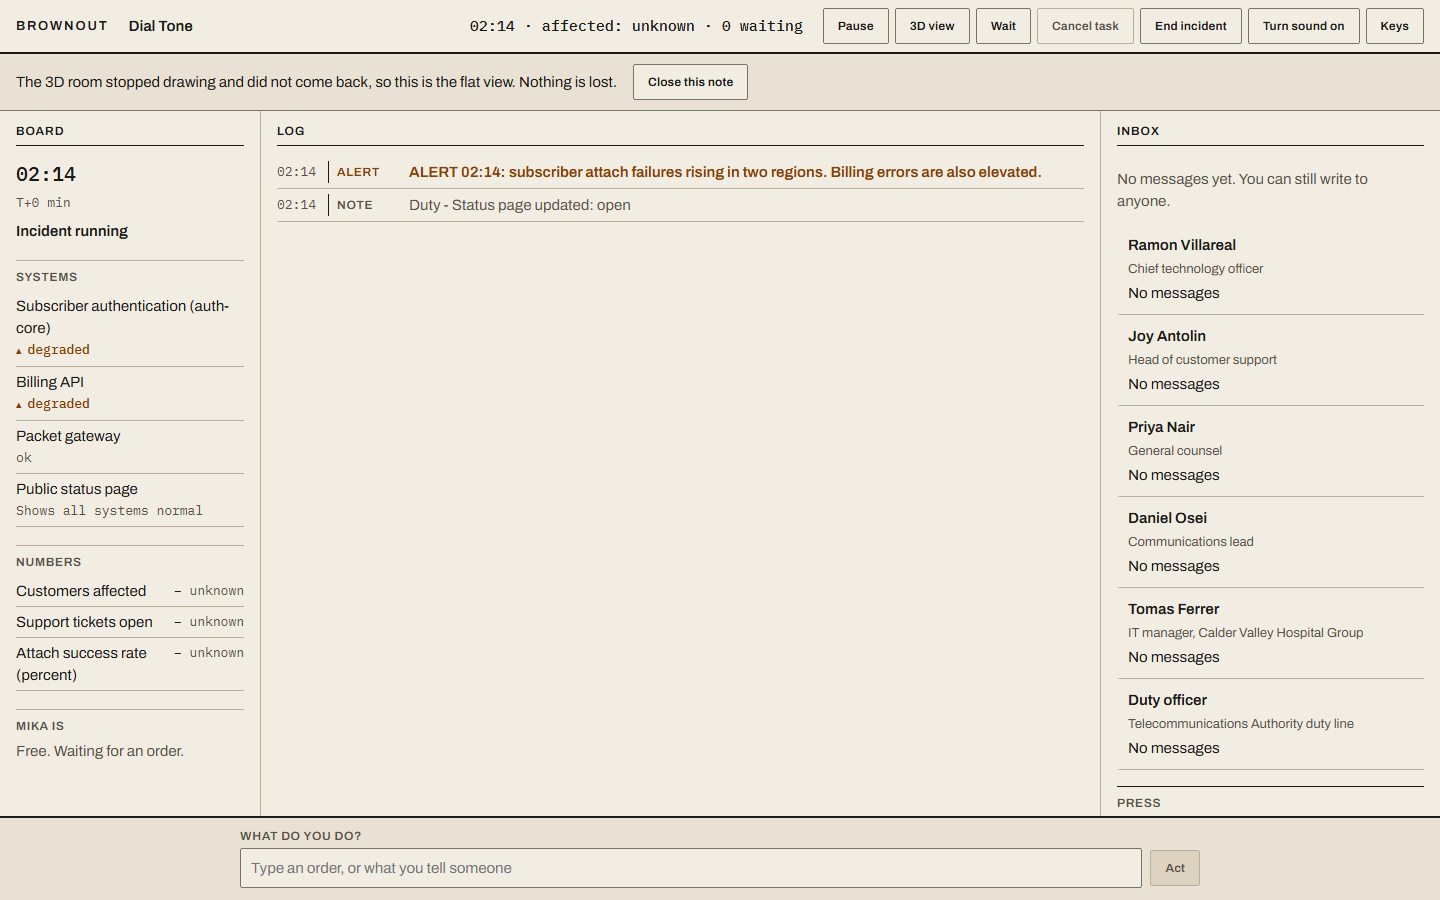 BROWNOUT Dial Tone 02:14 · affected: unknown · 0 waiting Pause 3D view Wait Cancel task End incident Turn sound on Keys
The 3D room stopped drawing and did not come back, so this is the flat view. Nothing is lost. Close this note
BOARD
02:14
T+0 min
Incident running
SYSTEMS
Subscriber authentication (auth-
core)
▲ degraded
Billing API
▲ degraded
Packet gateway
ok
Public status page
Shows all systems normal
NUMBERS
Customers affected – unknown
Support tickets open – unknown
Attach success rate – unknown
(percent)
MIKA IS
Free. Waiting for an order.
LOG
02:14 ALERT ALERT 02:14: subscriber attach failures rising in two regions. Billing errors are also elevated.
02:14 NOTE Duty - Status page updated: open
INBOX
No messages yet. You can still write to
anyone.
Ramon Villareal
Chief technology officer
No messages
Joy Antolin
Head of customer support
No messages
Priya Nair
General counsel
No messages
Daniel Osei
Communications lead
No messages
Tomas Ferrer
IT manager, Calder Valley Hospital Group
No messages
Duty officer
Telecommunications Authority duty line
No messages
PRESS
WHAT DO YOU DO?
Type an order, or what you tell someone Act